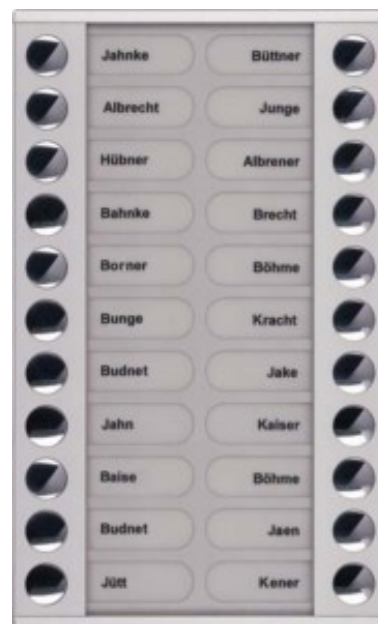 Jahnke Büttner
Albrecht Junge
Hübner Albrener
Bahnke Brecht
Borner Böhme
Bunge Kracht
Budnet Jake
Jahn Kaiser
Baise Böhme
Budnet Jaen
Jütt Kener